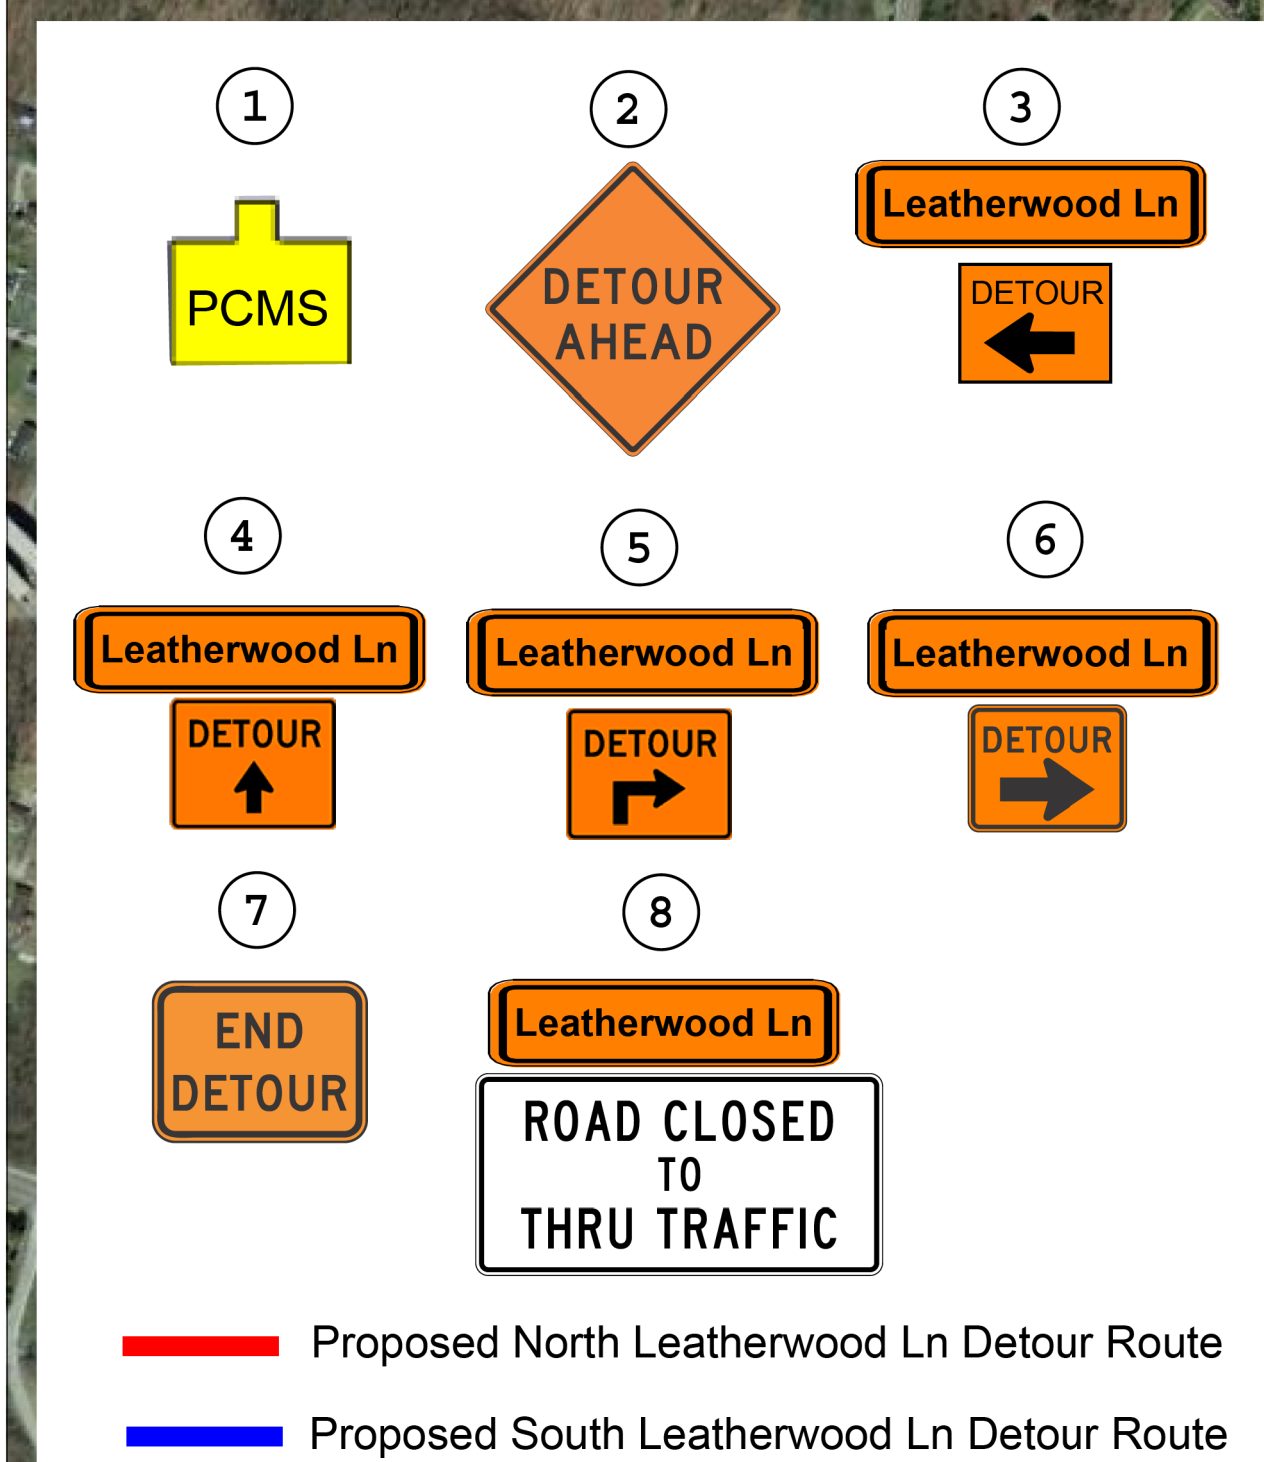 1
PCMS
2
DETOUR
AHEAD
3
Leatherwood Ln
DETOUR
4
Leatherwood Ln
DETOUR
5
Leatherwood Ln
DETOUR
6
Leatherwood Ln
DETOUR
7
END
DETOUR
8
Leatherwood Ln
ROAD CLOSED
TO
THRU TRAFFIC
Proposed North Leatherwood Ln Detour Route
Proposed South Leatherwood Ln Detour Route